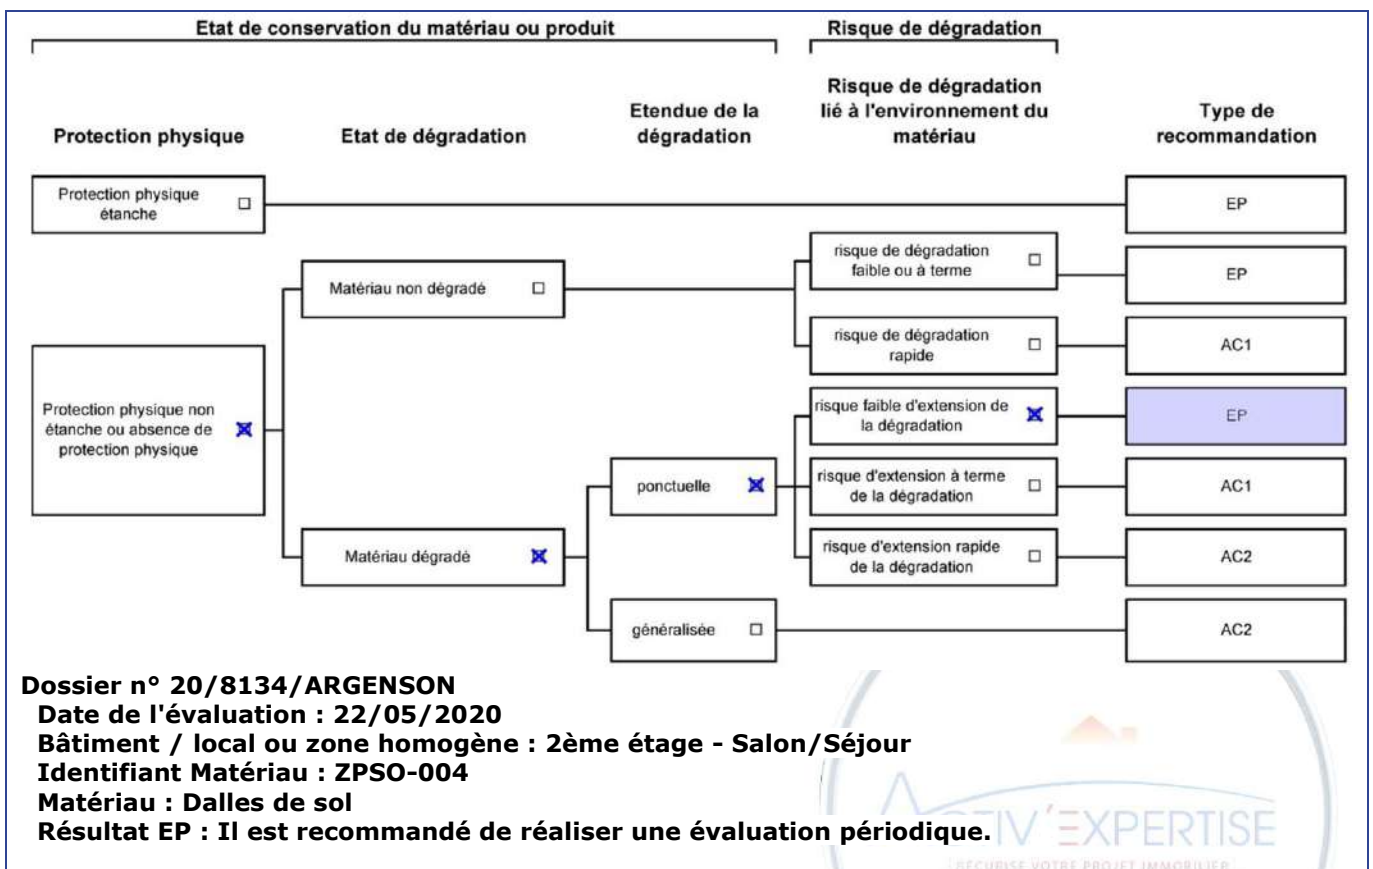 Etat de conservation du matériau ou produit
Risque de dégradation
Protection physique
Etat de dégradation
Etendue de la
dégradation
Risque de dégradation
lié à l'environnement du
matériau
Type de
recommandation
Protection physique
étanche
EP
Matériau non dégradé
risque de dégradation
faible ou à terme
EP
risque de dégradation
rapide
AC1
Protection physique non
étanche ou absence de
protection physique
risque faible d'extension de
la dégradation
EP
ponctuelle
risque d'extension à terme
de la dégradation
AC1
Matériau dégradé
risque d'extension rapide
de la dégradation
AC2
généralisée
AC2
Dossier n° 20/8134/ARGENSON
Date de l'évaluation : 22/05/2020
Bâtiment / local ou zone homogène : 2ème étage - Salon/Séjour
Identifiant Matériau : ZPSO-004
Matériau : Dalles de sol
Résultat EP : Il est recommandé de réaliser une évaluation périodique.
ACTIV'EXPERTISE
SÉCURISE VOTRE PROJET IMMOBILIER